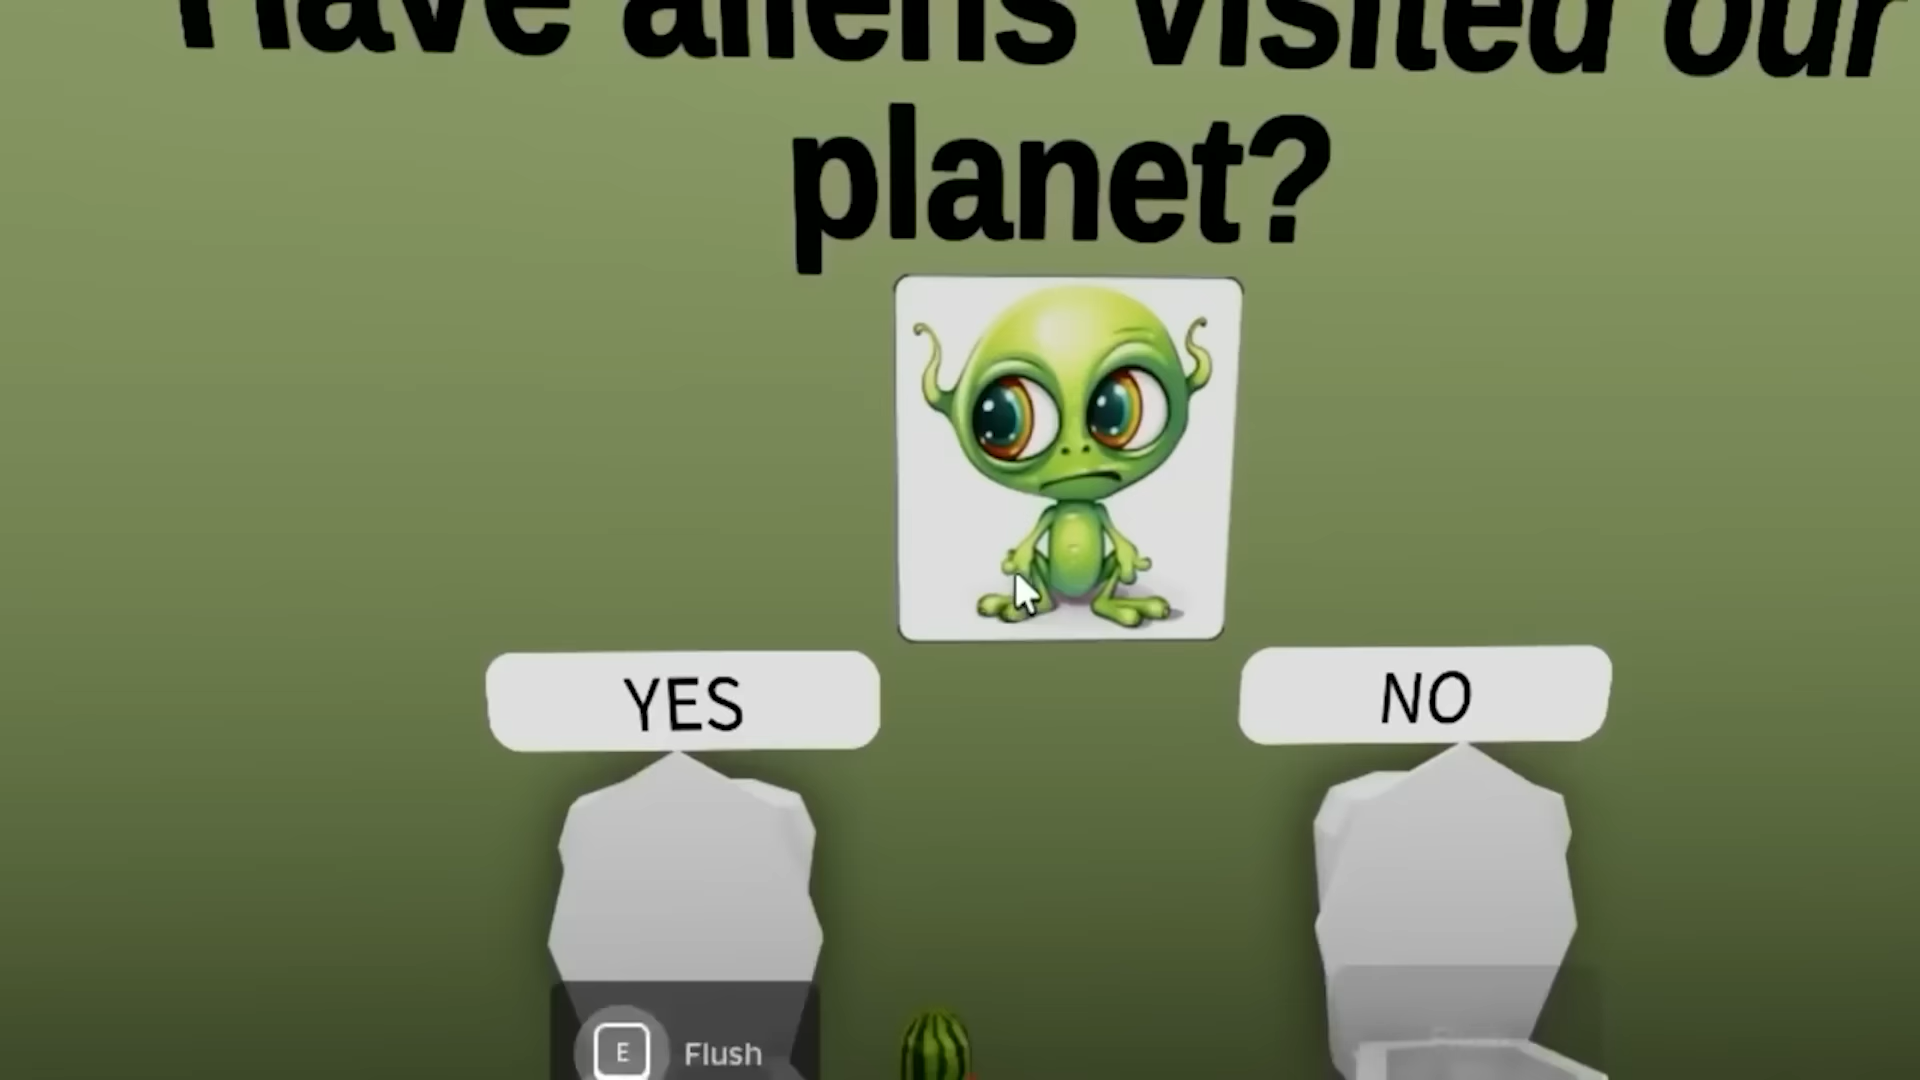 Have aliens visited our
planet?
YES
NO
E
Flush